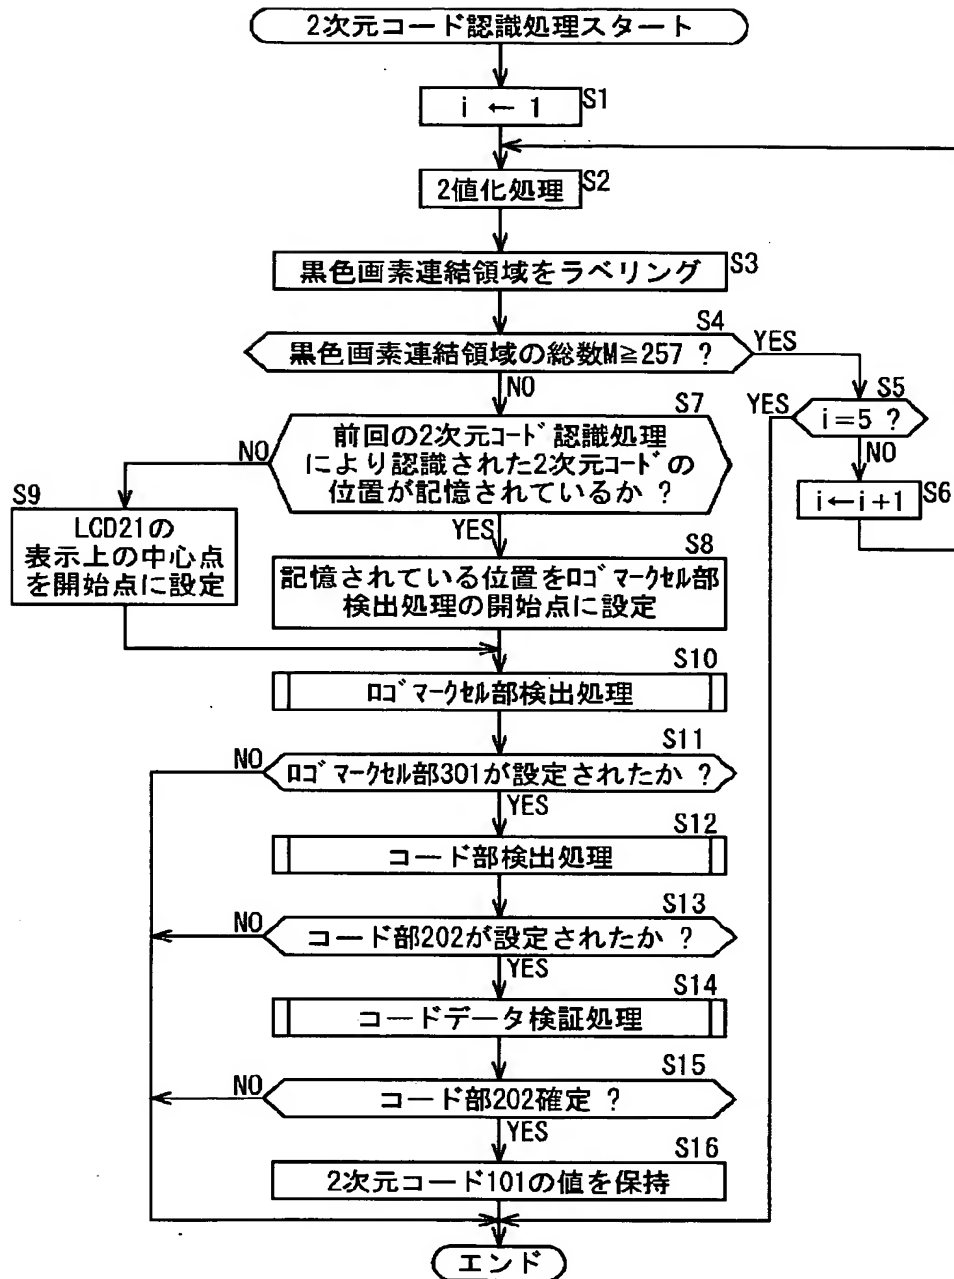 2次元コード認識処理スタート
i ← 1
S1
2値化処理
S2
黒色画素連結領域をラベリング
S3
S4
黒色画素連結領域の総数M≧257 ?
YES
NO
S5
YES
i=5 ?
NO
i←i+1
S6
S7
前回の2次元ｺｰﾄﾞ認識処理
により認識された2次元ｺｰﾄﾞの
位置が記憶されているか ?
NO
YES
S9
LCD21の
表示上の中心点
を開始点に設定
S8
記憶されている位置をﾛｺﾞﾏｰｸｾﾙ部
検出処理の開始点に設定
S10
ﾛｺﾞﾏｰｸｾﾙ部検出処理
S11
NO
ﾛｺﾞﾏｰｸｾﾙ部301が設定されたか ?
YES
S12
コード部検出処理
S13
NO
コード部202が設定されたか ?
YES
S14
コードデータ検証処理
S15
NO
コード部202確定 ?
YES
S16
2次元コード101の値を保持
エンド